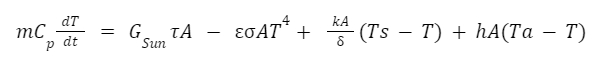 mC_p dT/dt = G_Sun τA − εσAT^4 + kA/δ (Ts − T) + hA(Ta − T)